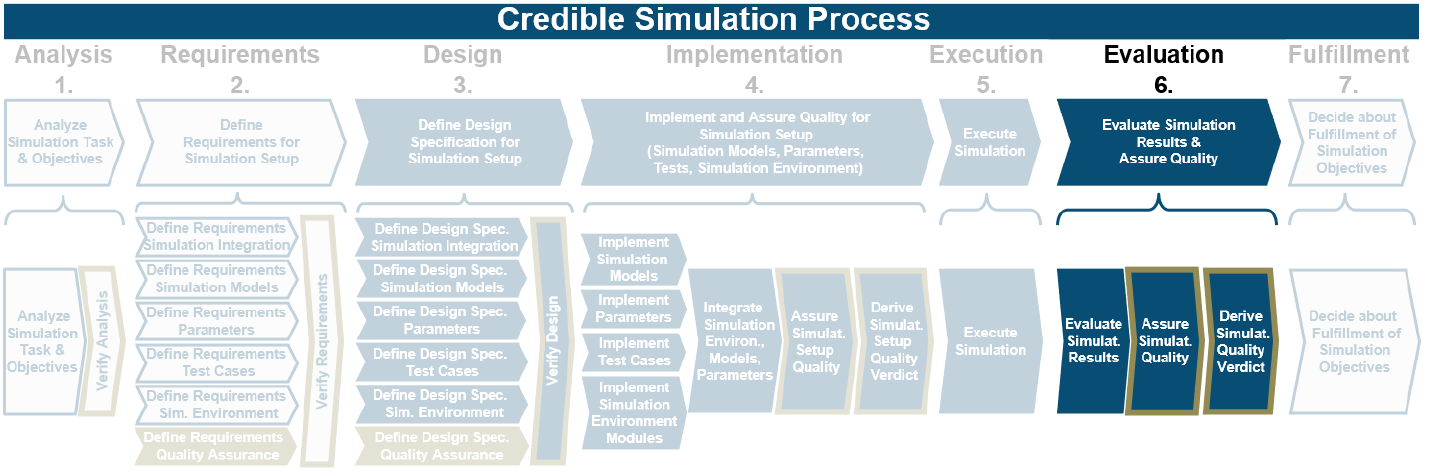 Credible Simulation Process
Analysis
1.
Requirements
2.
Design
3.
Implementation
4.
Execution
5.
Evaluation
6.
Fulfillment
7.
Analyze
Simulation Task
& Objectives
Define
Requirements for
Simulation Setup
Define Design
Specification for
Simulation Setup
Implement and Assure Quality for
Simulation Setup
(Simulation Models, Parameters,
Tests, Simulation Environment)
Execute
Simulation
Evaluate Simulation
Results &
Assure Quality
Decide about
Fulfillment of
Simulation
Objectives
Analyze
Simulation
Task &
Objectives
Verify Analysis
Define Requirements
Simulation Integration
Define Requirements
Simulation Models
Define Requirements
Parameters
Define Requirements
Test Cases
Define Requirements
Sim. Environment
Define Requirements
Quality Assurance
Verify Requirements
Define Design Spec.
Simulation Integration
Define Design Spec.
Simulation Models
Define Design Spec.
Parameters
Define Design Spec.
Test Cases
Define Design Spec.
Sim. Environment
Define Design Spec.
Quality Assurance
Verify Design
Implement
Simulation
Models
Implement
Parameters
Implement
Test Cases
Implement
Simulation
Environment
Modules
Integrate
Simulation
Environ.,
Models,
Parameters
Assure
Simulat.
Setup
Quality
Derive
Simulat.
Setup
Quality
Verdict
Execute
Simulation
Evaluate
Simulat.
Results
Assure
Simulat.
Quality
Derive
Simulat.
Quality
Verdict
Decide about
Fulfillment of
Simulation
Objectives